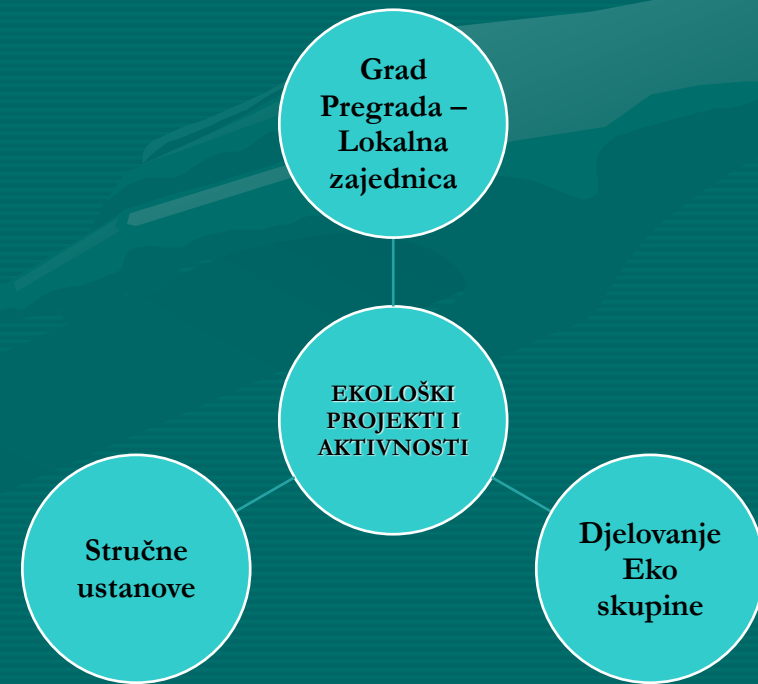 Grad
Pregrada –
Lokalna
zajednica
EKOLOŠKI
PROJEKTI I
AKTIVNOSTI
Stručne
ustanove
Djelovanje
Eko
skupine